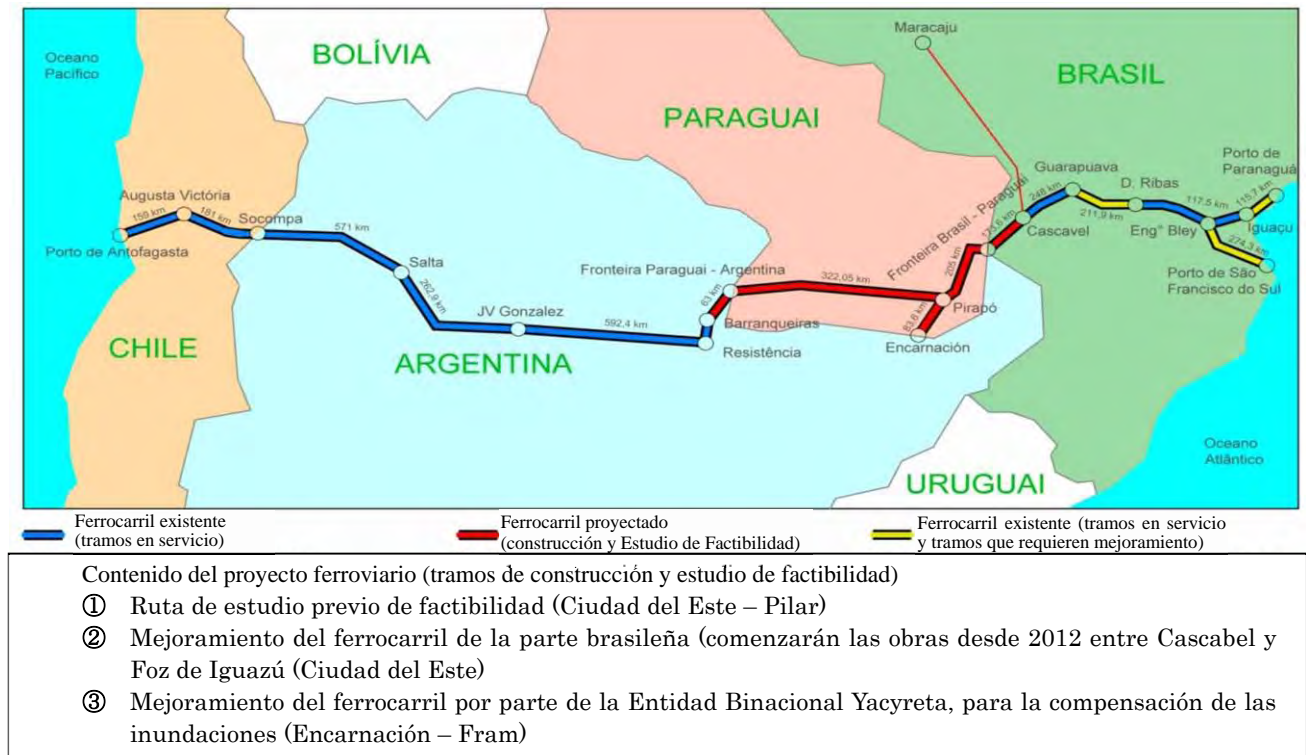 Oceano
Pacífico
BOLÍVIA
Maracaju
BRASIL
PARAGUAI
Guarapuava
Porto de
Paranaguá
D. Ribas
Augusta Victória
Fronteira Brasil - Paraguai
248 km
117,5 km
115,7 km
159 km
181 km
Socompa
211,9 km
Iguaçu
Porto de Antofagasta
571 km
173,6 km
Cascavel
Eng° Bley
274,3 km
Salta
Fronteira Paraguai - Argentina
205 km
Porto de São
Francisco do Sul
322,05 km
262,9 km
63 km
Pirapó
JV Gonzalez
592,4 km
Barranqueiras
83,8 km
Encarnación
CHILE
ARGENTINA
Resistência
Oceano
Atlântico
URUGUAI
Ferrocarril existente
(tramos en servicio)
Ferrocarril proyectado
(construcción y Estudio de Factibilidad)
Ferrocarril existente (tramos en servicio
y tramos que requieren mejoramiento)
Contenido del proyecto ferroviario (tramos de construcción y estudio de factibilidad)
① Ruta de estudio previo de factibilidad (Ciudad del Este – Pilar)
② Mejoramiento del ferrocarril de la parte brasileña (comenzarán las obras desde 2012 entre Cascabel y
Foz de Iguazú (Ciudad del Este)
③ Mejoramiento del ferrocarril por parte de la Entidad Binacional Yacyreta, para la compensación de las
inundaciones (Encarnación – Fram)